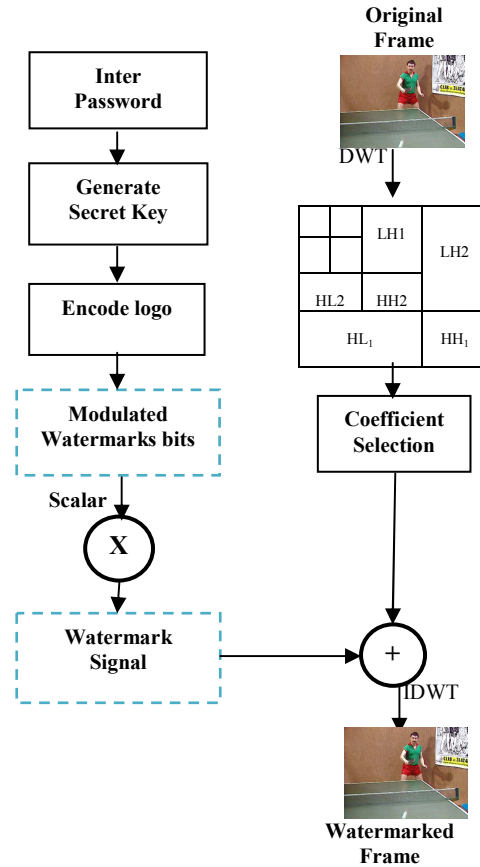 Original
Frame
Inter
Password
DWT
Generate
Secret Key
LH1
LH2
Encode logo
HL2
HH2
HL₁
HH₁
Modulated
Watermarks bits
Coefficient
Selection
Scalar
X
Watermark
Signal
+
IDWT
Watermarked
Frame